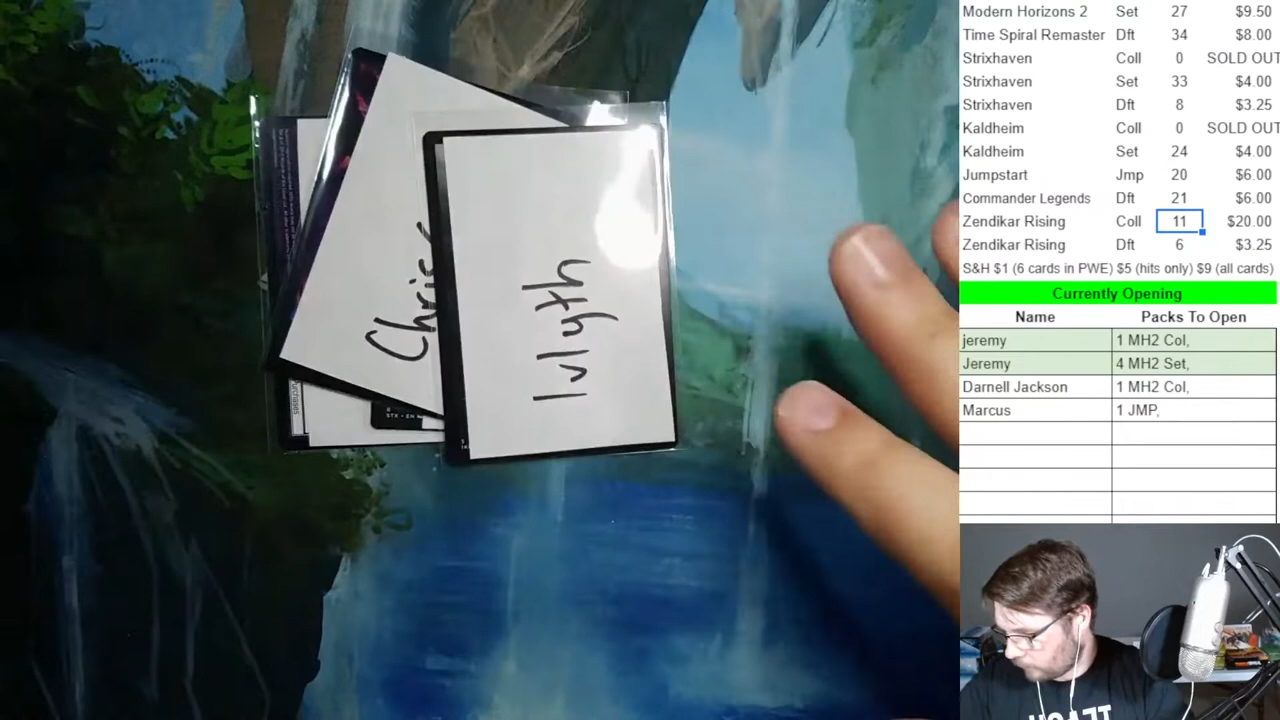 Modern Horizons 2 Set 27 $9.50
Time Spiral Remaster Dft 34 $8.00
Strixhaven Coll 0 SOLD OUT
Strixhaven Set 33 $4.00
Strixhaven Dft 8 $3.25
Kaldheim Coll 0 SOLD OUT
Kaldheim Set 24 $4.00
Jumpstart Jmp 20 $6.00
Commander Legends Dft 21 $6.00
Zendikar Rising Coll 11 $20.00
Zendikar Rising Dft 6 $3.25
S&H $1 (6 cards in PWE) $5 (hits only) $9 (all cards)
Currently Opening
Name Packs To Open
jeremy 1 MH2 Col,
Jeremy 4 MH2 Set,
Darnell Jackson 1 MH2 Col,
Marcus 1 JMP,
Chris
lvlyth